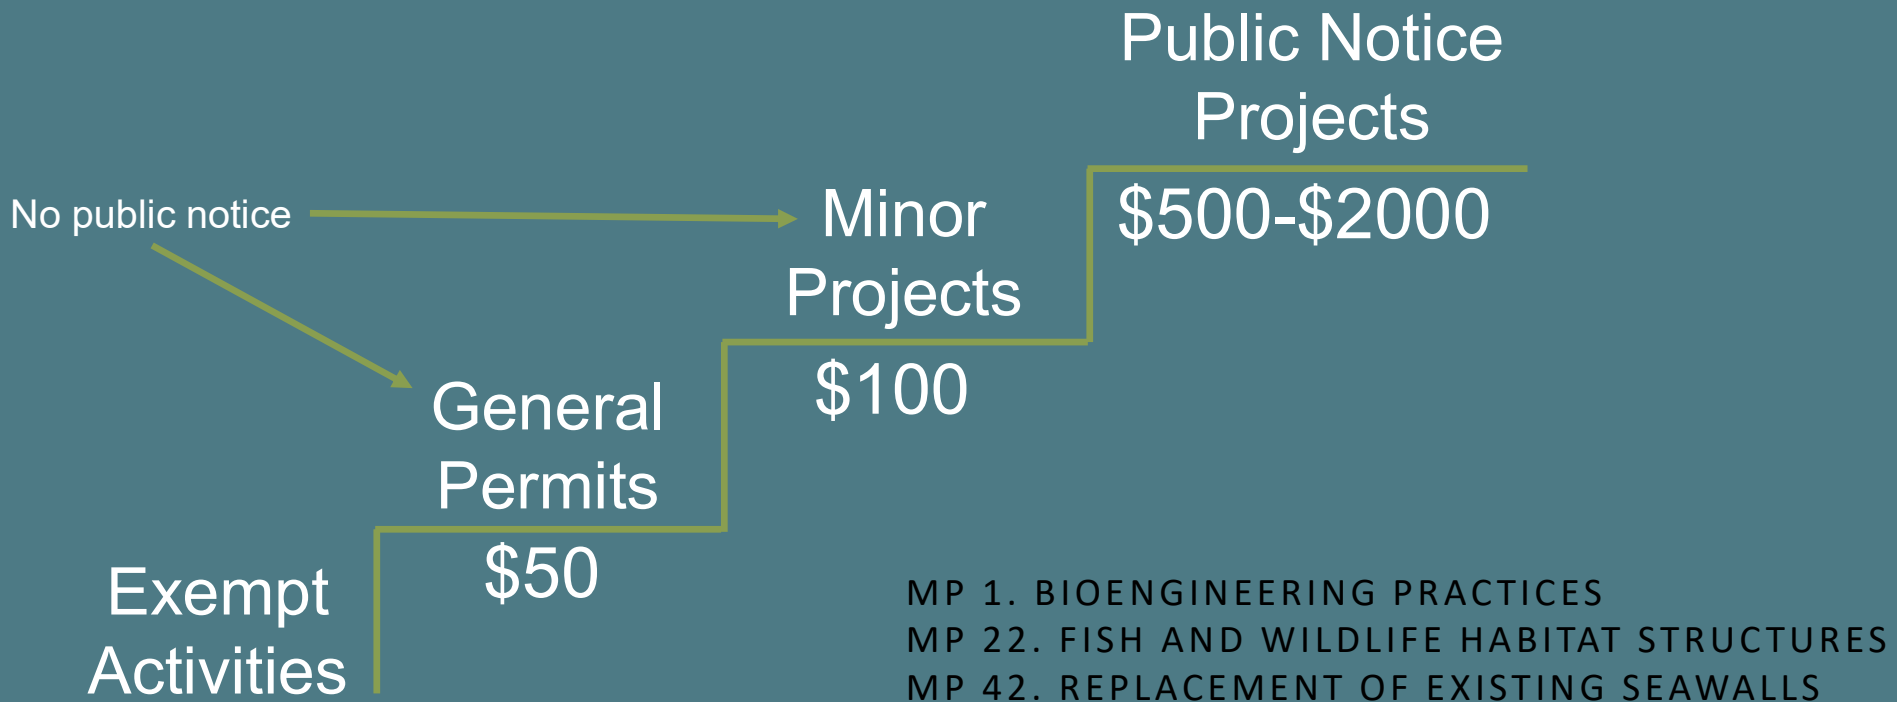 Public Notice
Projects
$500-$2000
No public notice
Minor
Projects
$100
General
Permits
$50
Exempt
Activities
MP 1. BIOENGINEERING PRACTICES
MP 22. FISH AND WILDLIFE HABITAT STRUCTURES
MP 42. REPLACEMENT OF EXISTING SEAWALLS